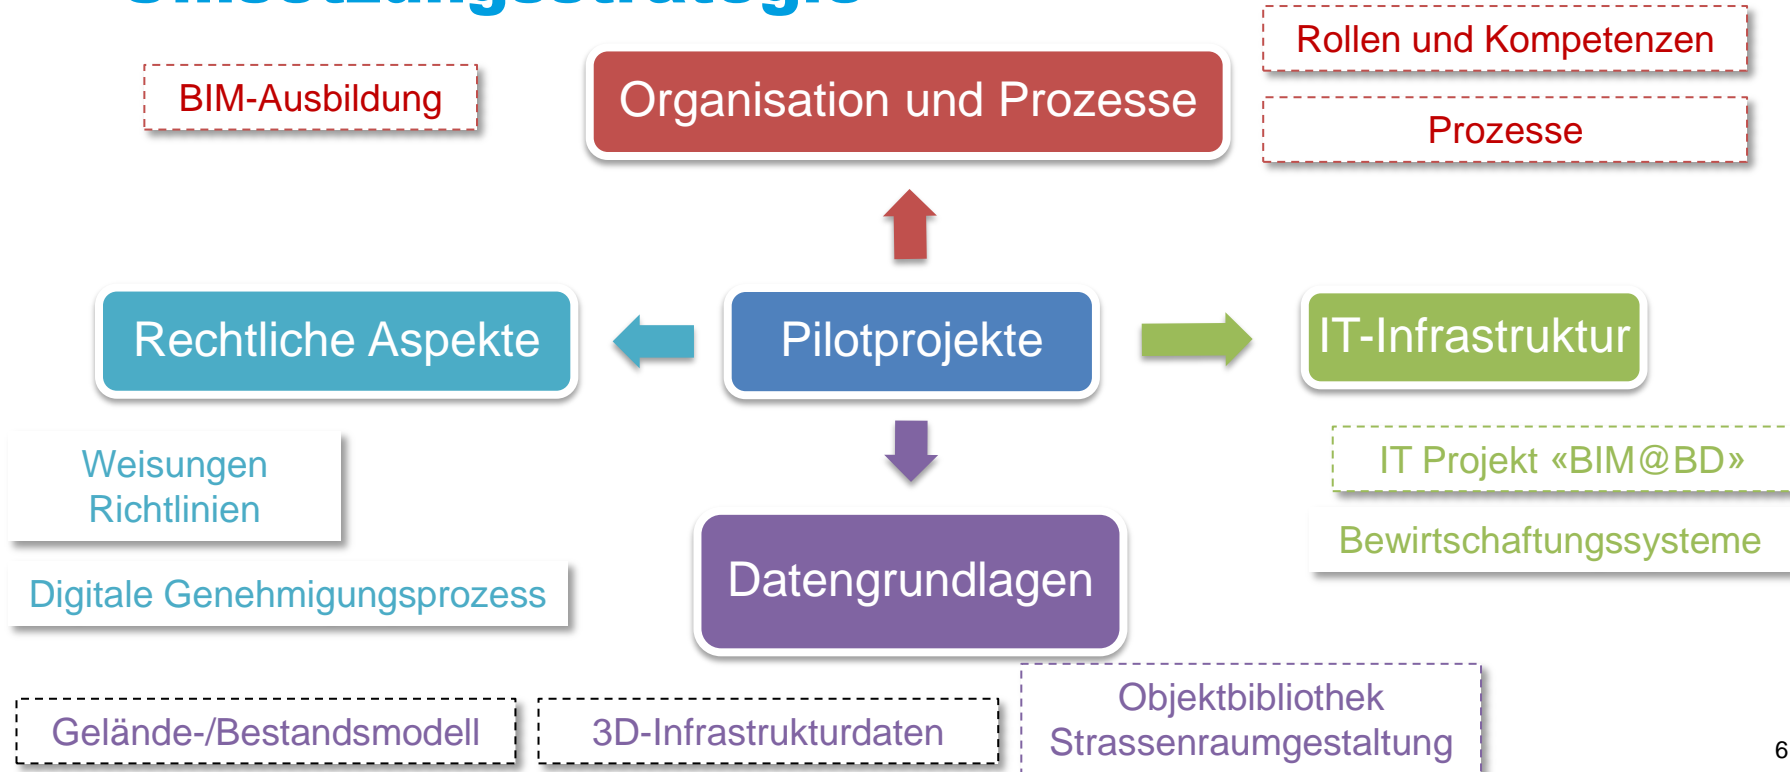 Umsetzungsstrategie
Rollen und Kompetenzen
BIM-Ausbildung
Organisation und Prozesse
Prozesse
Rechtliche Aspekte
Pilotprojekte
IT-Infrastruktur
Weisungen
Richtlinien
IT Projekt «BIM@BD»
Bewirtschaftungssysteme
Digitale Genehmigungsprozess
Datengrundlagen
Gelände-/Bestandsmodell
3D-Infrastrukturdaten
Objektbibliothek
Strassenraumgestaltung
6